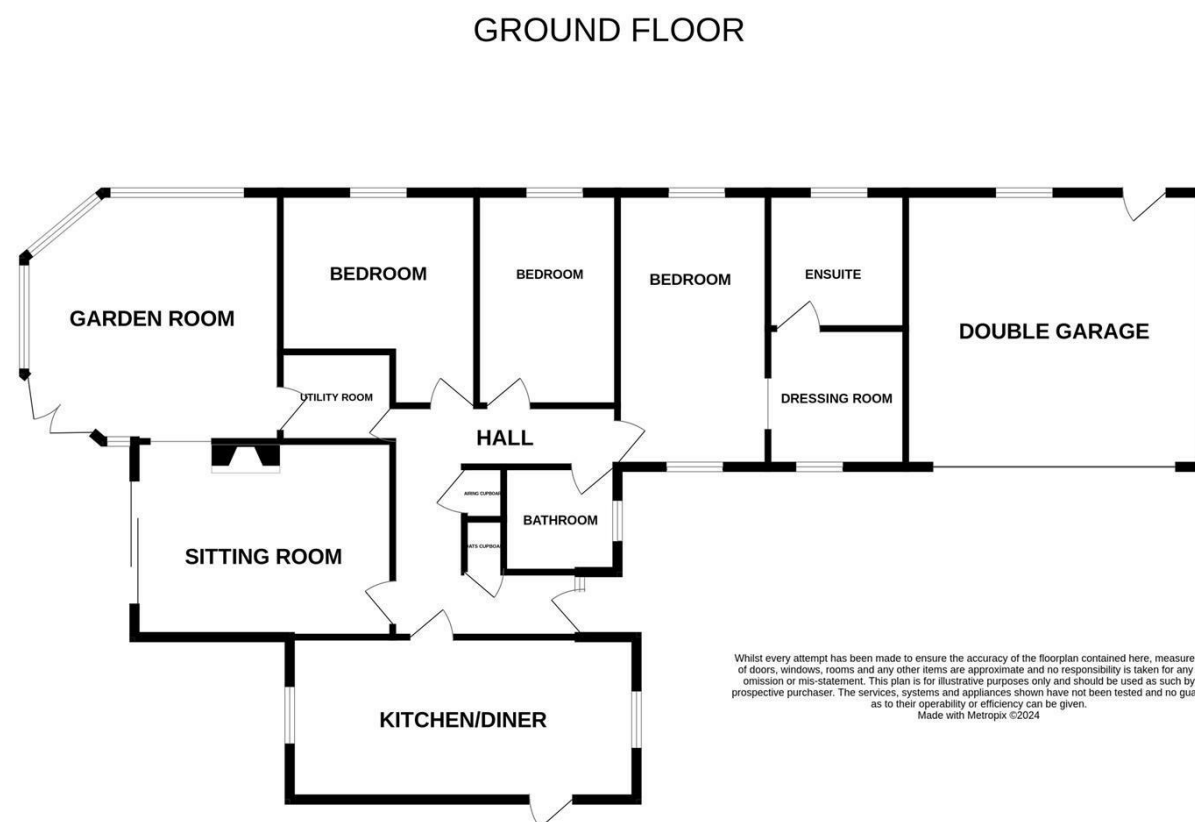 GROUND FLOOR
GARDEN ROOM
BEDROOM
BEDROOM
BEDROOM
ENSUITE
DOUBLE GARAGE
UTILITY ROOM
DRESSING ROOM
HALL
BATHROOM
SITTING ROOM
KITCHEN/DINER
Whilst every attempt has been made to ensure the accuracy of the floorplan contained here, measure
of doors, windows, rooms and any other items are approximate and no responsibility is taken for any
omission or mis-statement. This plan is for illustrative purposes only and should be used as such by
prospective purchaser. The services, systems and appliances shown have not been tested and no gua
as to their operability or efficiency can be given.
Made with Metropix ©2024